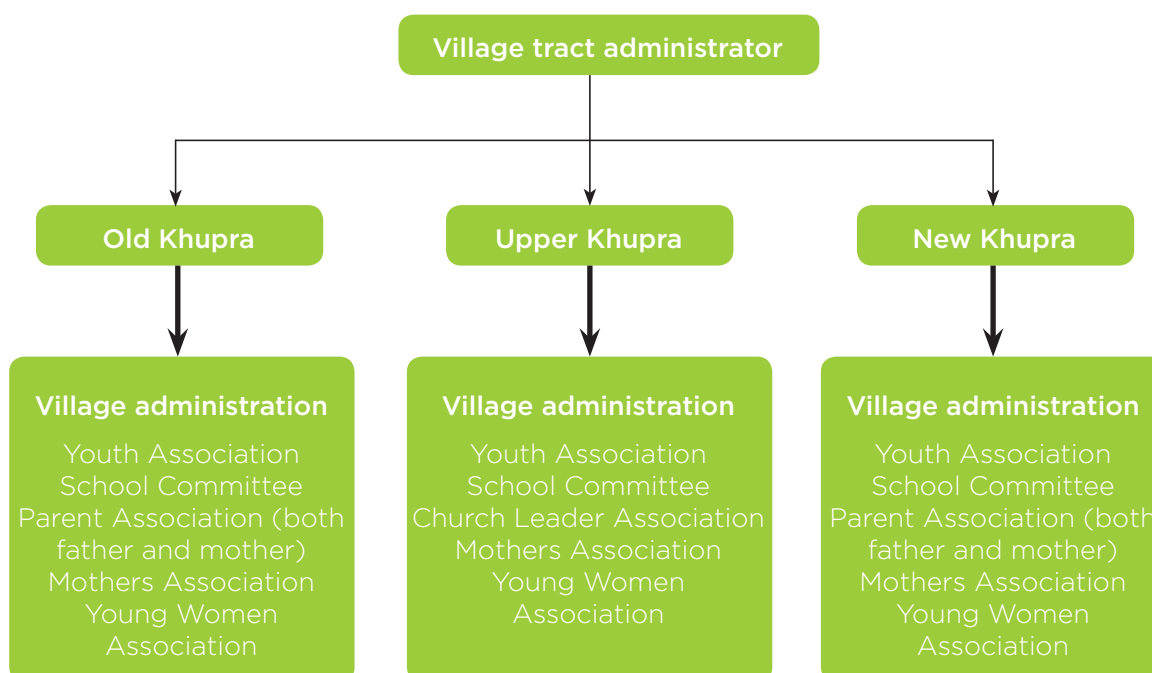 Village tract administrator
Old Khupra
Upper Khupra
New Khupra
Village administration
Youth Association
School Committee
Parent Association (both
father and mother)
Mothers Association
Young Women
Association
Village administration
Youth Association
School Committee
Church Leader Association
Mothers Association
Young Women
Association
Village administration
Youth Association
School Committee
Parent Association (both
father and mother)
Mothers Association
Young Women
Association